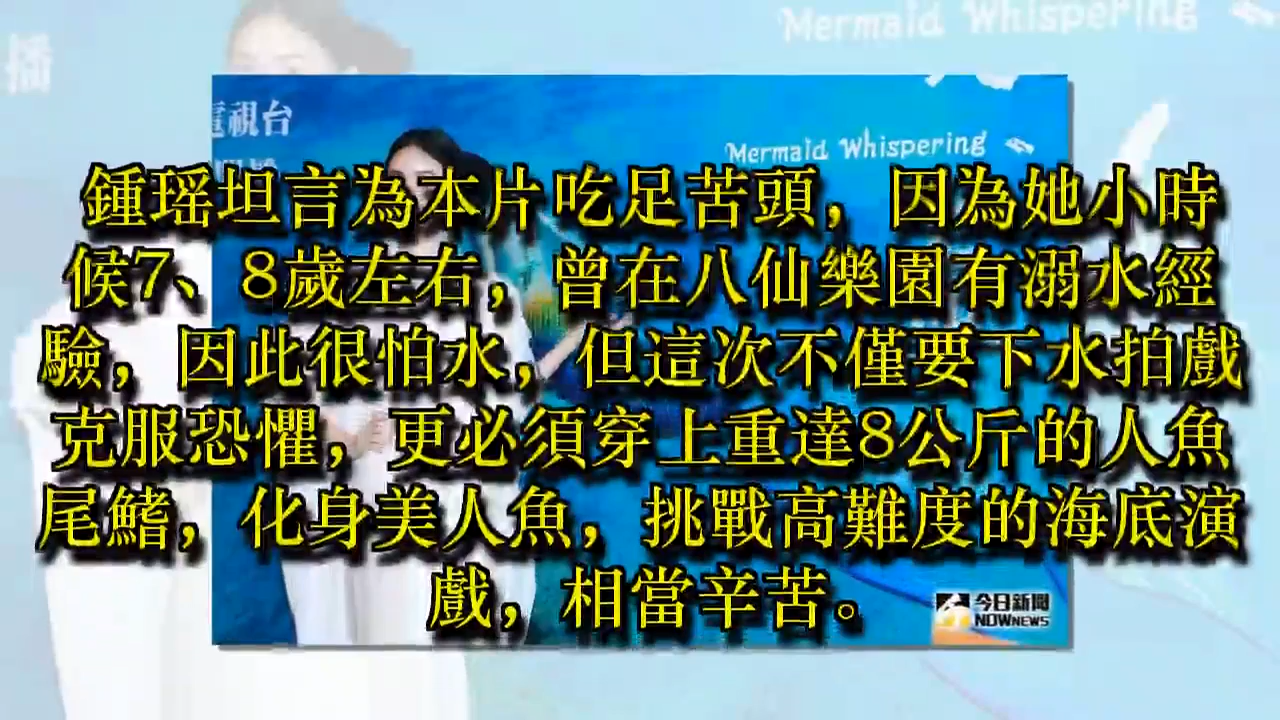 Mermaid Whispering
播
電視台
Mermaid Whispering
鍾瑶坦言為本片吃足苦頭，因為她小時
候7、8歲左右，曾在八仙樂園有溺水經
驗，因此很怕水，但這次不僅要下水拍戲
克服恐懼，更必須穿上重達8公斤的人魚
尾鰭，化身美人魚，挑戰高難度的海底演
戲，相當辛苦。
今日新聞
NOWNEWS